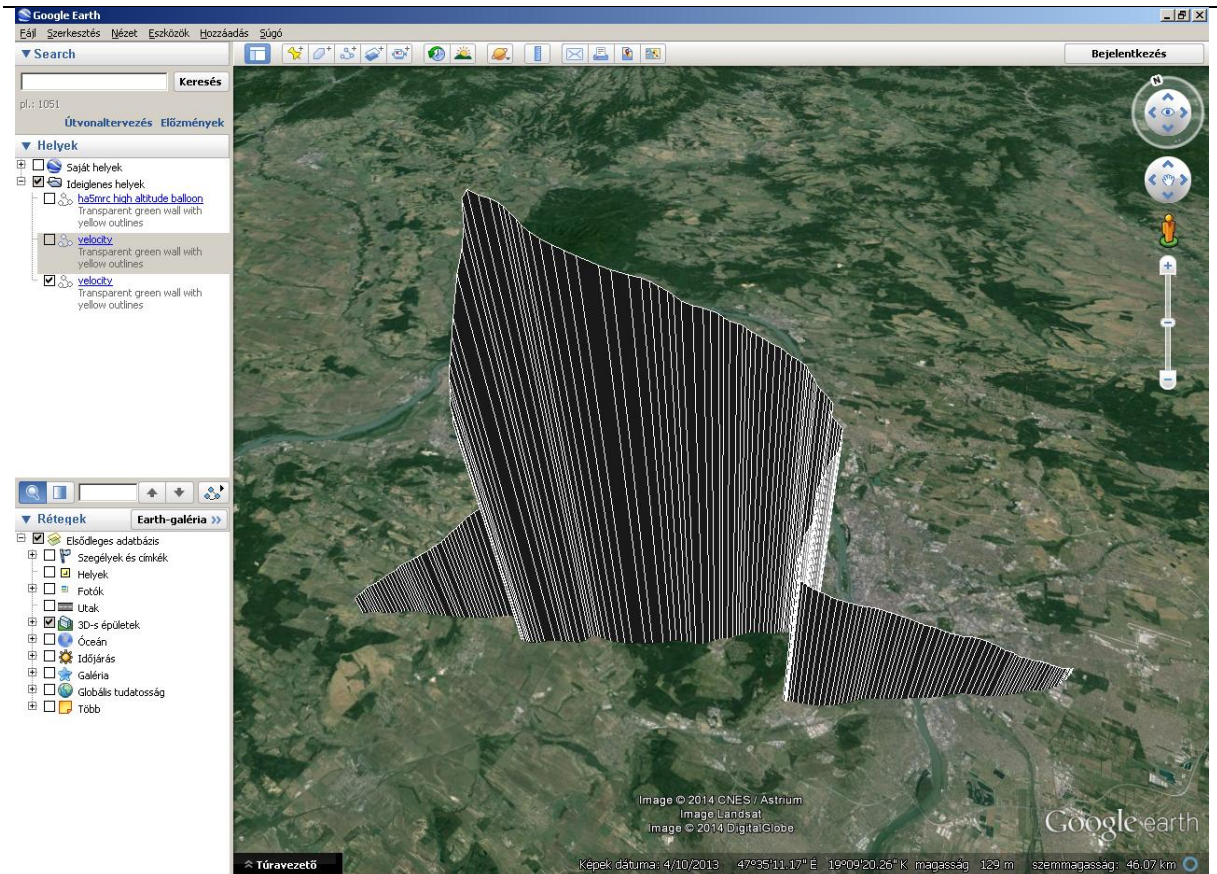 Google Earth
Fájl Szerkesztés Nézet Eszközök Hozzáadás Súgó
Search
Bejelentkezés
Keresés
pl.: 1051
Útvonaltervezés Előzmények
Helyek
Saját helyek
Ideiglenes helyek
ha5mrc high altitude balloon
Transparent green wall with
yellow outlines
velocity
Transparent green wall with
yellow outlines
velocity
Transparent green wall with
yellow outlines
Rétegek
Earth-galéria >>
Elsődleges adatbázis
Szegélyek és címkék
Helyek
Fotók
Utak
3D-s épületek
Óceán
Időjárás
Galéria
Globális tudatosság
Több
N
Image © 2014 CNES / Astrium
Image Landsat
Image © 2014 DigitalGlobe
Google earth
Túravezető
Képek dátuma: 4/10/2013 47°35'11.17" É 19°09'20.26" K magasság 129 m szemmagasság: 46.07 km